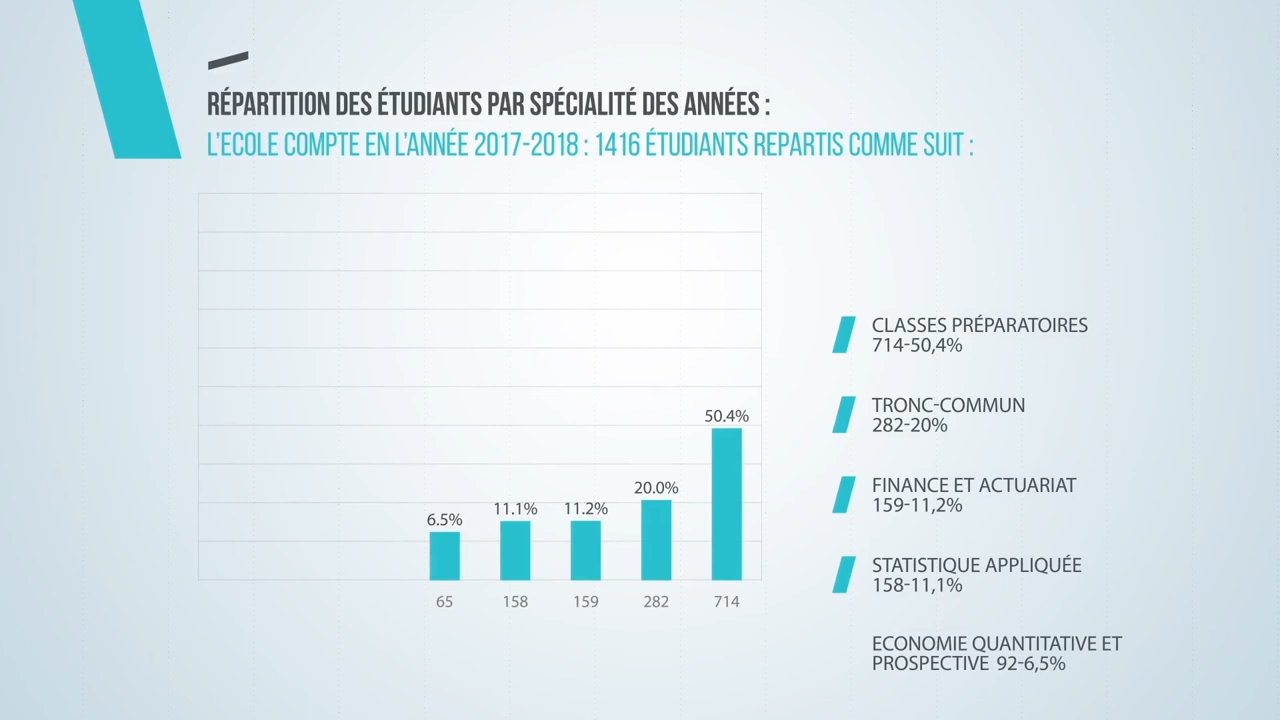 RÉPARTITION DES ÉTUDIANTS PAR SPÉCIALITÉ DES ANNÉES :
L'ECOLE COMPTE EN L'ANNÉE 2017-2018 : 1416 ÉTUDIANTS REPARTIS COMME SUIT :
6.5%
11.1%
11.2%
20.0%
50.4%
65
158
159
282
714
CLASSES PRÉPARATOIRES
714-50,4%
TRONC-COMMUN
282-20%
FINANCE ET ACTUARIAT
159-11,2%
STATISTIQUE APPLIQUÉE
158-11,1%
ECONOMIE QUANTITATIVE ET
PROSPECTIVE 92-6,5%